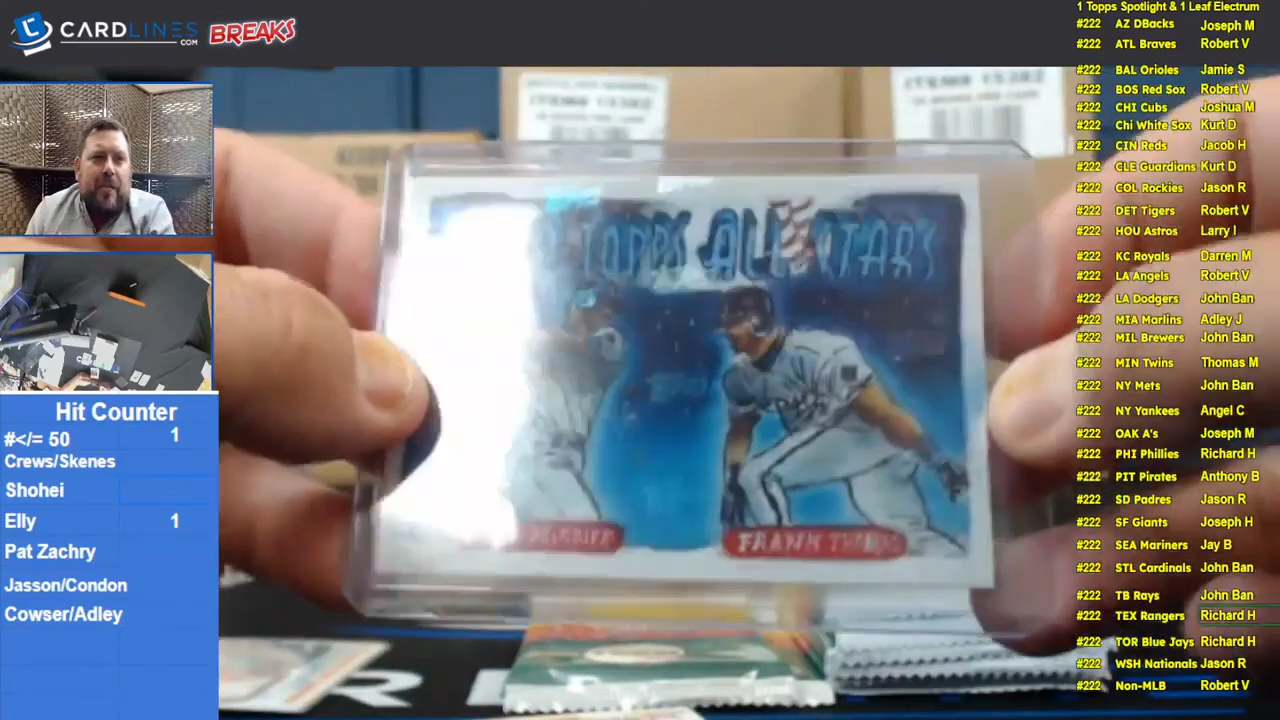 CARDLINES
.COM
BREAKS
1 Topps Spotlight & 1 Leaf Electrum
#222 AZ DBacks Joseph M
#222 ATL Braves Robert V
#222 BAL Orioles Jamie S
#222 BOS Red Sox Robert V
#222 CHI Cubs Joshua M
#222 Chi White Sox Kurt D
#222 CIN Reds Jacob H
#222 CLE Guardians Kurt D
#222 COL Rockies Jason R
#222 DET Tigers Robert V
#222 HOU Astros Larry I
#222 KC Royals Darren M
#222 LA Angels Robert V
#222 LA Dodgers John Ban
#222 MIA Marlins Adley J
#222 MIL Brewers John Ban
#222 MIN Twins Thomas M
#222 NY Mets John Ban
#222 NY Yankees Angel C
#222 OAK A's Joseph M
#222 PHI Phillies Richard H
#222 PIT Pirates Anthony B
#222 SD Padres Jason R
#222 SF Giants Joseph H
#222 SEA Mariners Jay B
#222 STL Cardinals John Ban
#222 TB Rays John Ban
#222 TEX Rangers Richard H
#222 TOR Blue Jays Richard H
#222 WSH Nationals Jason R
#222 Non-MLB Robert V
TOPPS ALL STARS
FRANK THOMAS
Hit Counter
#</= 50 1
Crews/Skenes
Shohei
Elly 1
Pat Zachry
Jasson/Condon
Cowser/Adley